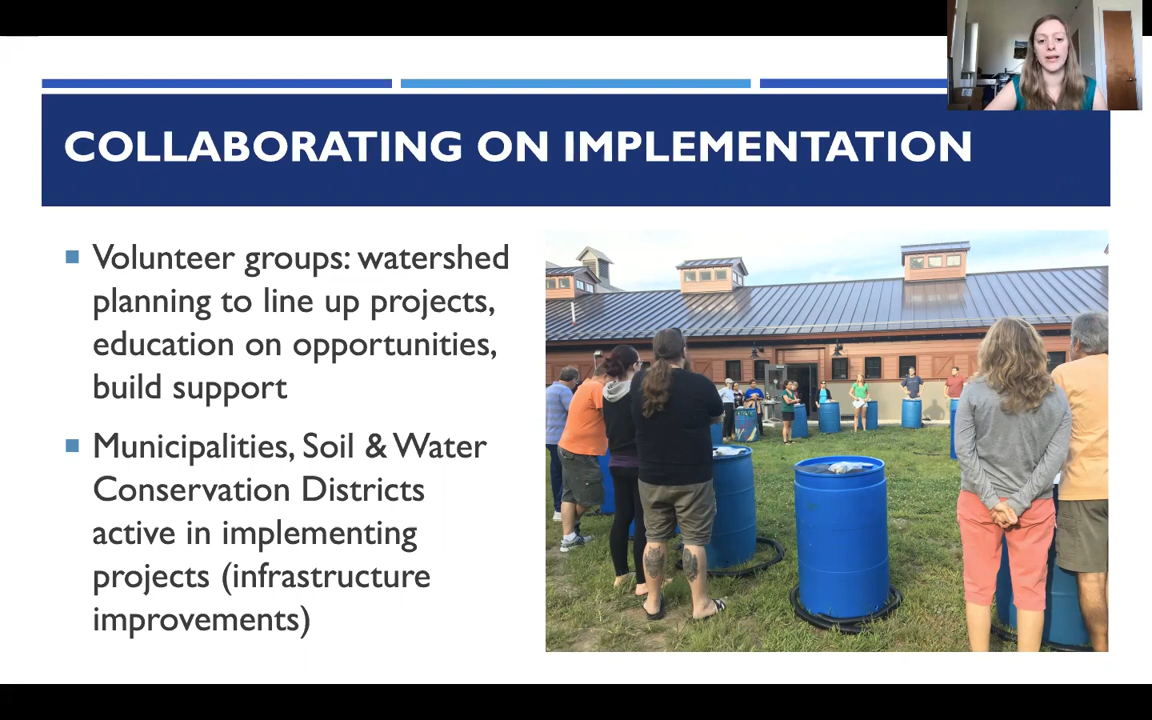 COLLABORATING ON IMPLEMENTATION
Volunteer groups: watershed
planning to line up projects,
education on opportunities,
build support
Municipalities, Soil & Water
Conservation Districts
active in implementing
projects (infrastructure
improvements)